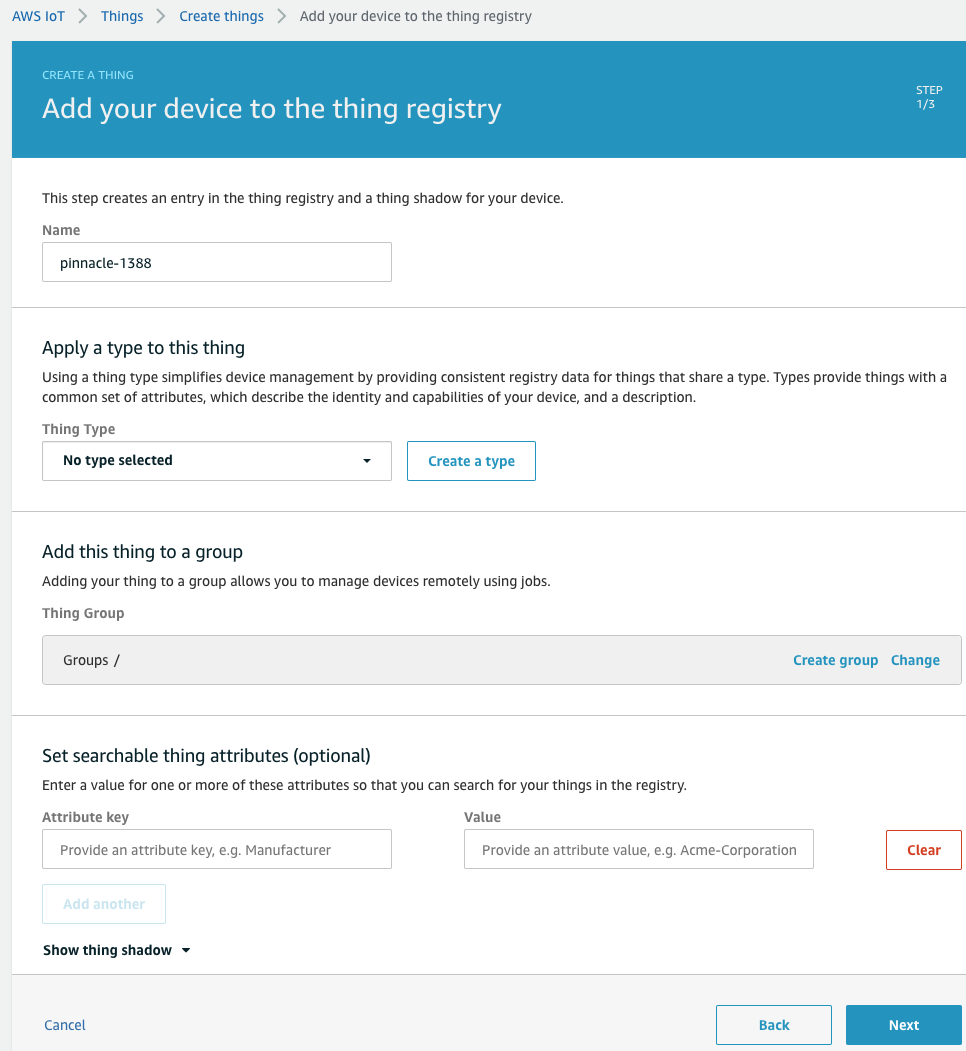 AWS IoT > Things > Create things > Add your device to the thing registry
CREATE A THING
Add your device to the thing registry
STEP
1/3
This step creates an entry in the thing registry and a thing shadow for your device.
Name
pinnacle-1388
Apply a type to this thing
Using a thing type simplifies device management by providing consistent registry data for things that share a type. Types provide things with a
common set of attributes, which describe the identity and capabilities of your device, and a description.
Thing Type
No type selected
Create a type
Add this thing to a group
Adding your thing to a group allows you to manage devices remotely using jobs.
Thing Group
Groups /
Create group Change
Set searchable thing attributes (optional)
Enter a value for one or more of these attributes so that you can search for your things in the registry.
Attribute key
Value
Provide an attribute key, e.g. Manufacturer
Provide an attribute value, e.g. Acme-Corporation
Clear
Add another
Show thing shadow
Cancel
Back
Next